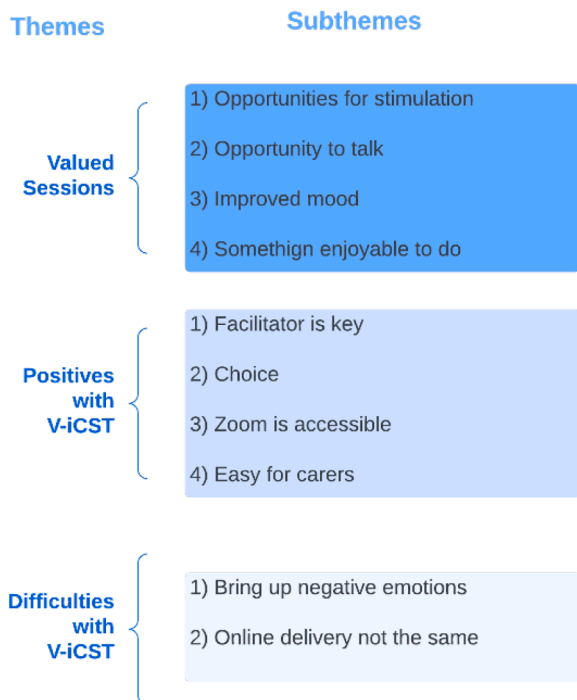 Themes
Subthemes
Valued
Sessions
1) Opportunities for stimulation
2) Opportunity to talk
3) Improved mood
4) Somethign enjoyable to do
Positives
with
V-iCST
1) Facilitator is key
2) Choice
3) Zoom is accessible
4) Easy for carers
Difficulties
with
V-iCST
1) Bring up negative emotions
2) Online delivery not the same